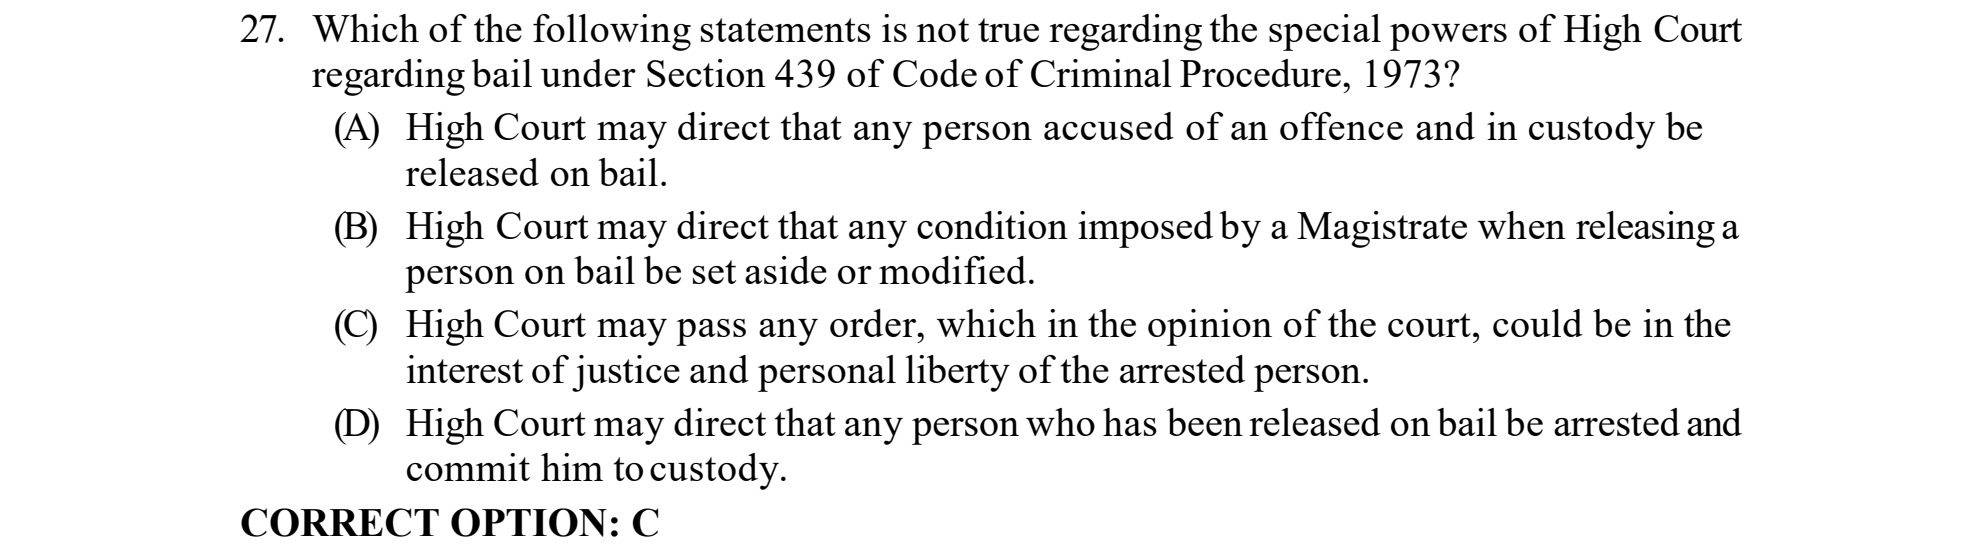 27. Which of the following statements is not true regarding the special powers of High Court
regarding bail under Section 439 of Code of Criminal Procedure, 1973?
(A) High Court may direct that any person accused of an offence and in custody be
released on bail.
(B) High Court may direct that any condition imposed by a Magistrate when releasing a
person on bail be set aside or modified.
(C) High Court may pass any order, which in the opinion of the court, could be in the
interest of justice and personal liberty of the arrested person.
(D) High Court may direct that any person who has been released on bail be arrested and
commit him to custody.
CORRECT OPTION: C